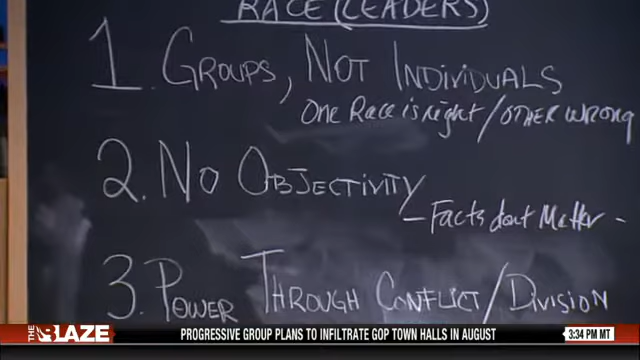 RACE (LEADERS)
1. GROUPS, NOT INDIVIDUALS
One Race is right / OTHER WRONG
2. NO OBJECTIVITY
- Facts dont Matter -
3. POWER THROUGH CONFLICT / DIVISION
THE BLAZE PROGRESSIVE GROUP PLANS TO INFILTRATE GOP TOWN HALLS IN AUGUST 3:34 PM MT